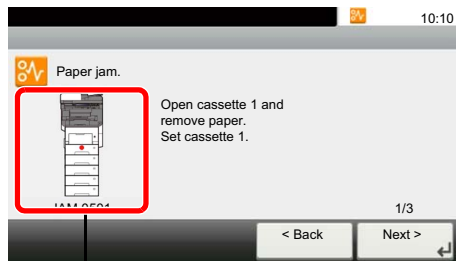 10:10
Paper jam.
Open cassette 1 and
remove paper.
Set cassette 1.
1/3
< Back
Next >